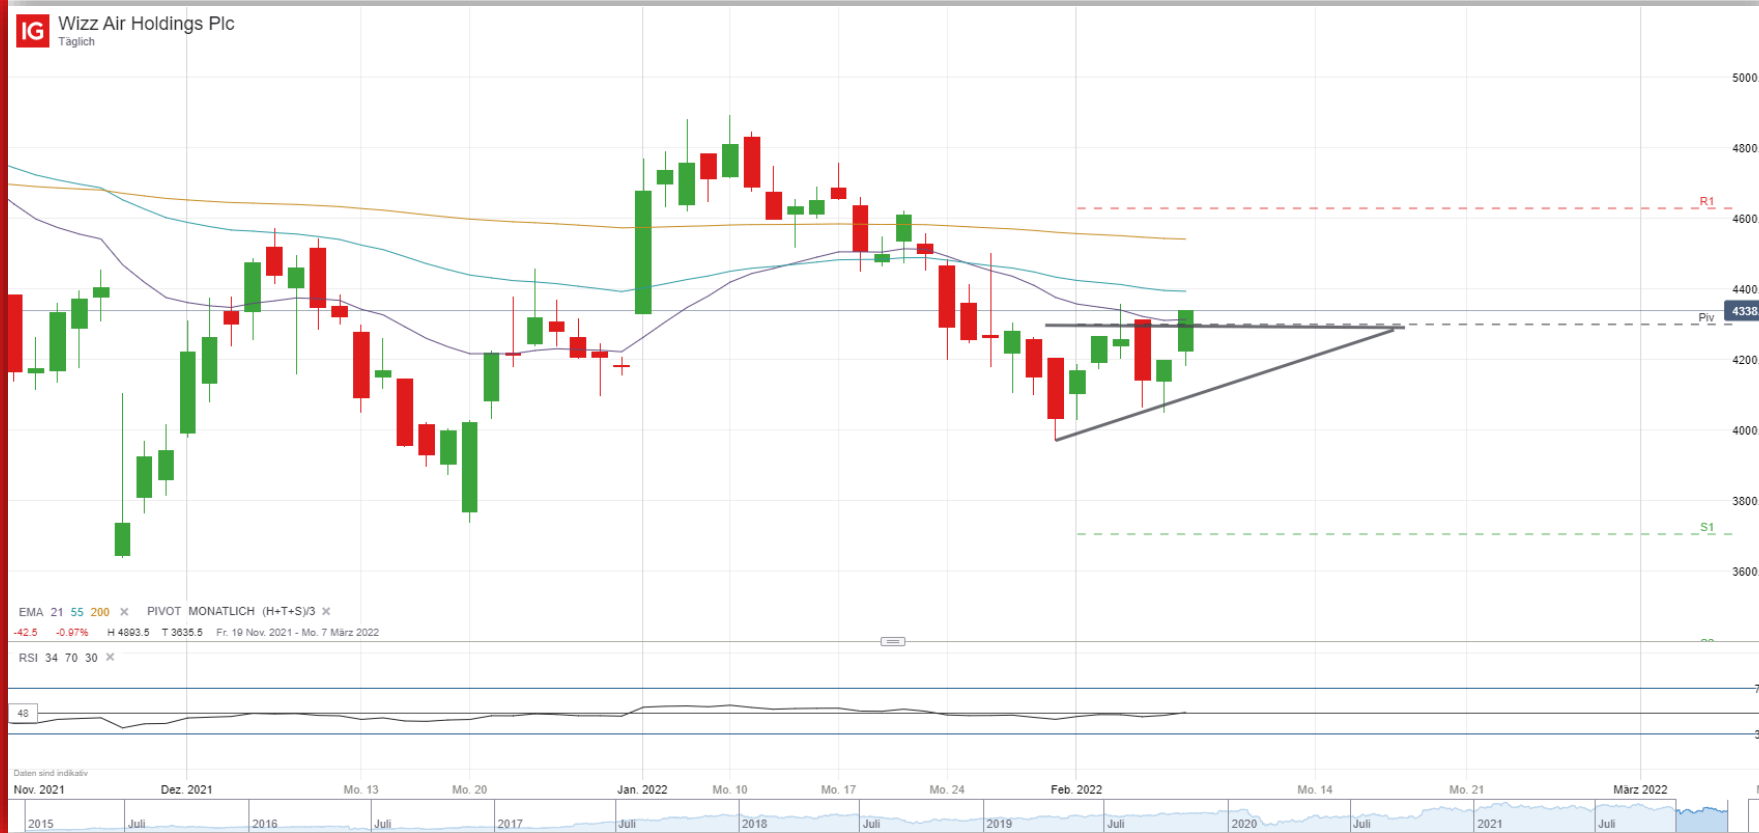 IG Wizz Air Holdings Plc
Täglich
5000
4800
R1
4600
4400
4338
Piv
4200
4000
3800
S1
3600
EMA 21 55 200 × PIVOT MONATLICH (H+T+S)/3 ×
-42.5 -0.97% H 4893.5 T 3635.5 Fr. 19 Nov. 2021 - Mo. 7 März 2022
RSI 34 70 30 ×
48
Daten sind indikativ
Nov. 2021 Dez. 2021 Mo. 13 Mo. 20 Jan. 2022 Mo. 10 Mo. 17 Mo. 24 Feb. 2022 Mo. 14 Mo. 21 März 2022
2015 Juli 2016 Juli 2017 Juli 2018 Juli 2019 Juli 2020 Juli 2021 Juli